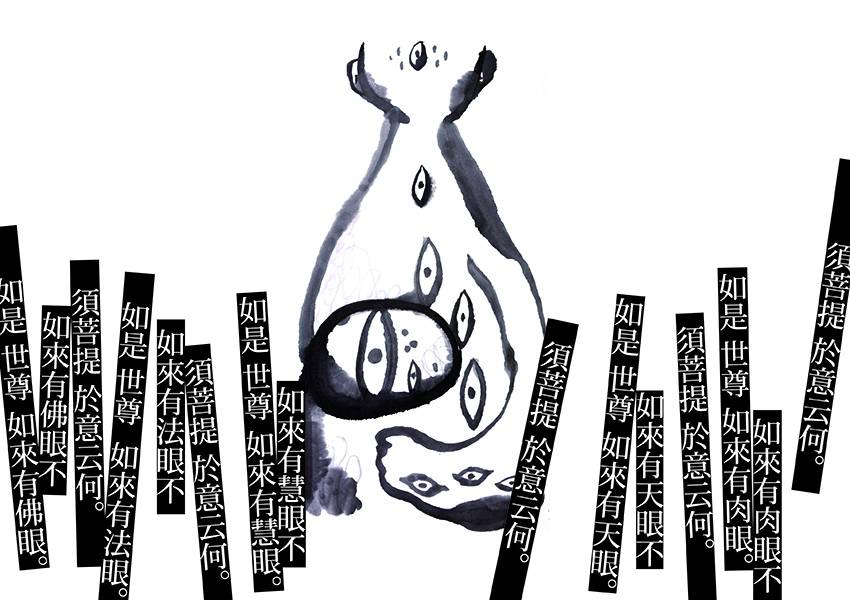 須菩提 於意云何。
如來有肉眼不
如是 世尊 如來有肉眼。
須菩提 於意云何。
如來有天眼不
如是 世尊 如來有天眼。
須菩提 於意云何。
如來有慧眼不
如是 世尊 如來有慧眼。
須菩提 於意云何。
如來有法眼不
如是 世尊 如來有法眼。
須菩提 於意云何。
如來有佛眼不
如是 世尊 如來有佛眼。